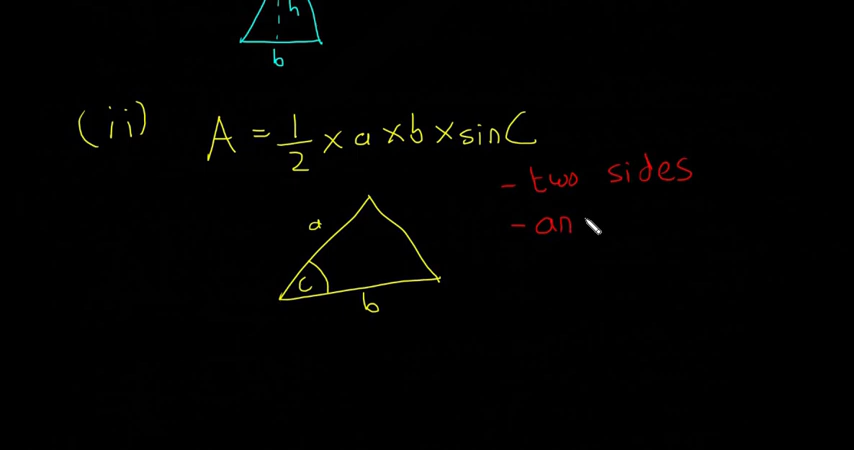 h
b
(ii) A = 1/2 × a × b × sin C
- two sides
- an
a
C
b